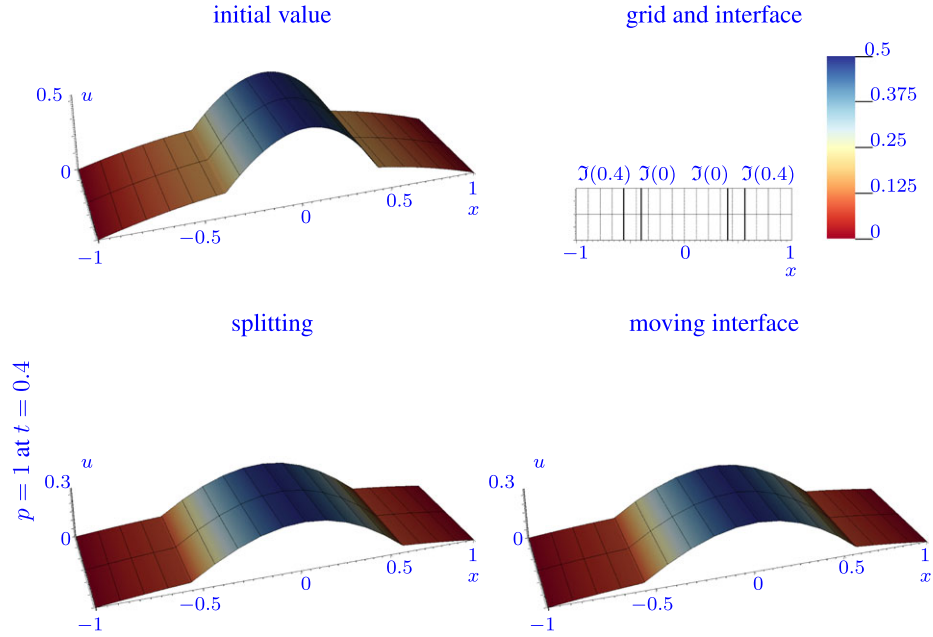 initial value
grid and interface
0.5
u
0
−1
−0.5
0
0.5
1
x
ℑ(0.4) ℑ(0) ℑ(0) ℑ(0.4)
−1
0
1
x
0.5
0.375
0.25
0.125
0
splitting
moving interface
p = 1 at t = 0.4
0.3
u
0
−1
−0.5
0
0.5
1
x
0.3
u
0
−1
−0.5
0
0.5
1
x